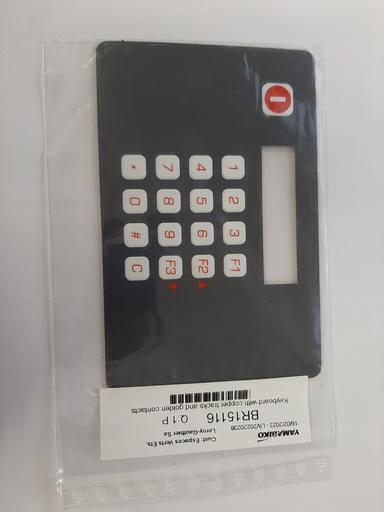 1 2 3 F1
4 5 6 F2
7 8 9 F3
* 0 # C
YAMABIKO
Cust: Espaces Verts Ets.
Leroy-Gauthier Sa
BR15116 Q: 1 P
Keyboard with copper tracks and golden contacts